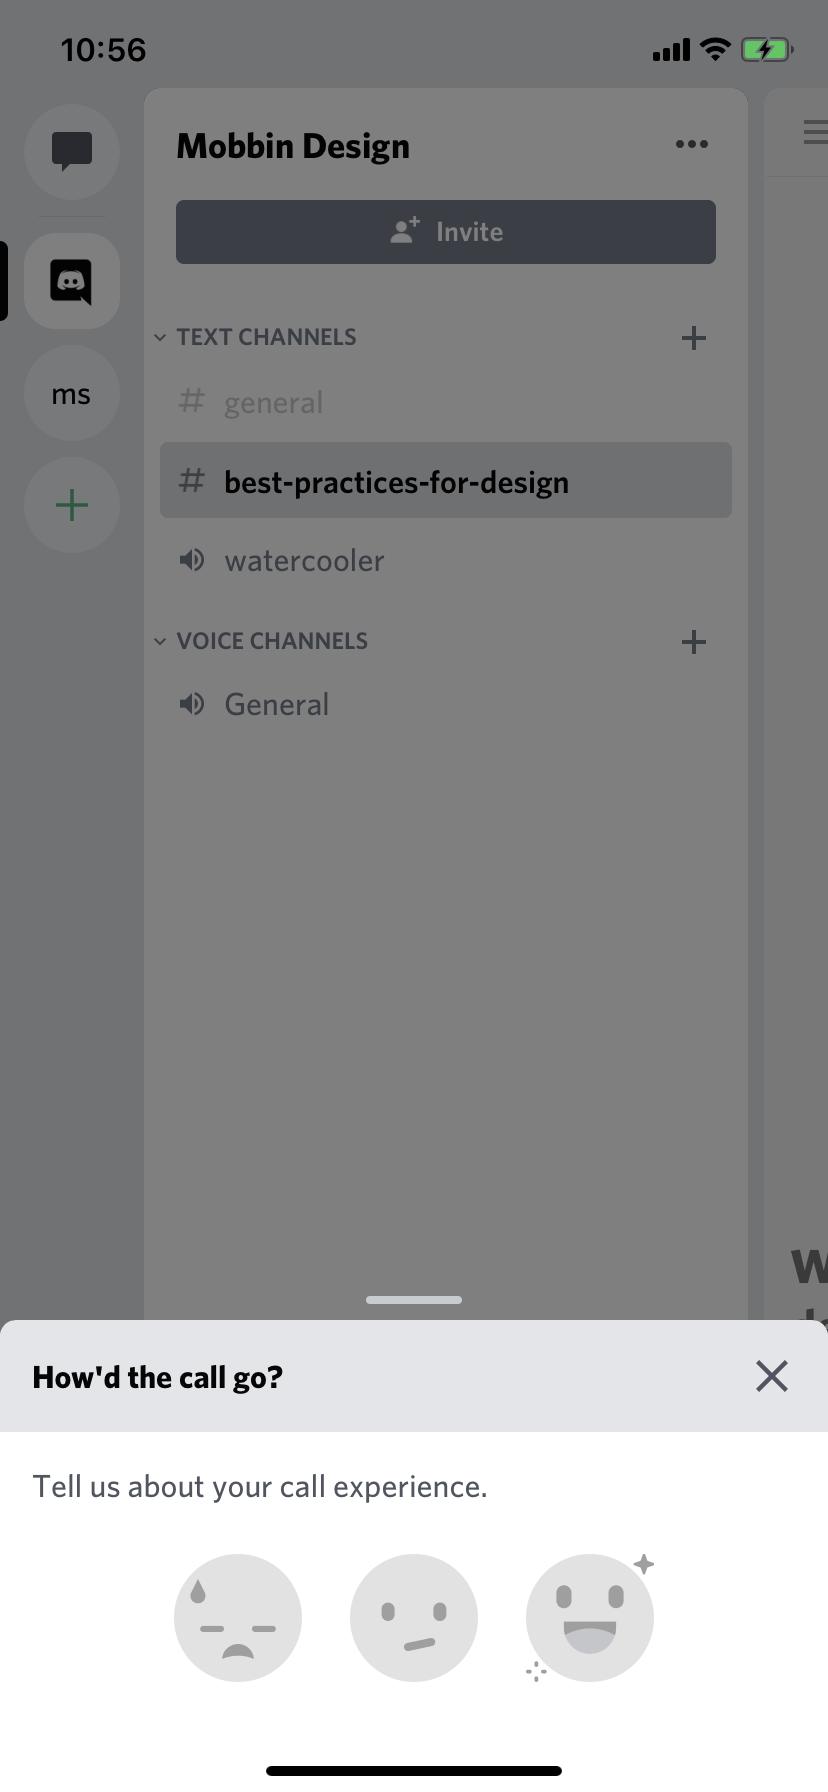 10:56
Mobbin Design
Invite
TEXT CHANNELS
# general
# best-practices-for-design
watercooler
VOICE CHANNELS
General
ms
How'd the call go?
Tell us about your call experience.